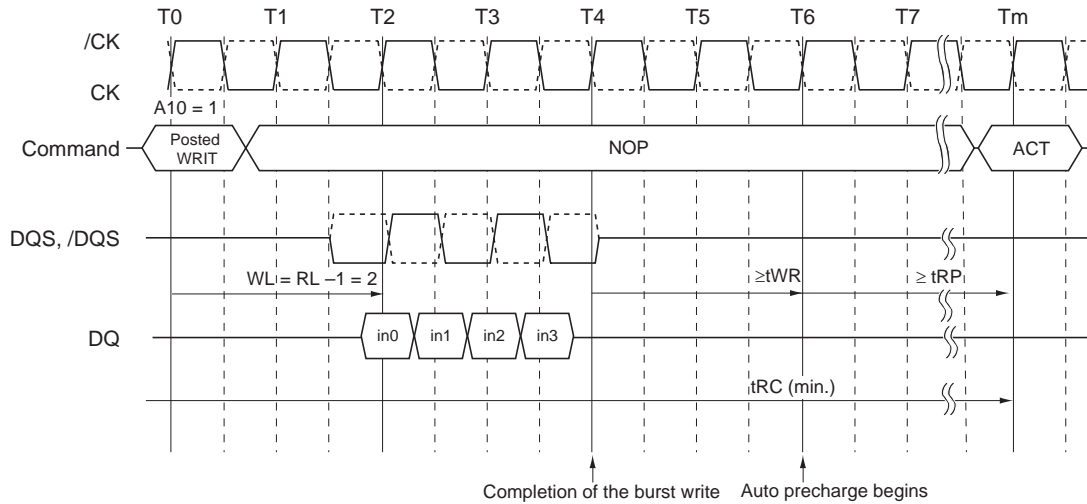 T0 T1 T2 T3 T4 T5 T6 T7 Tm
/CK
CK
A10 = 1
Command
Posted
WRIT
NOP
ACT
DQS, /DQS
WL = RL –1 = 2
≥tWR
≥ tRP
DQ
in0 in1 in2 in3
tRC (min.)
Completion of the burst write
Auto precharge begins